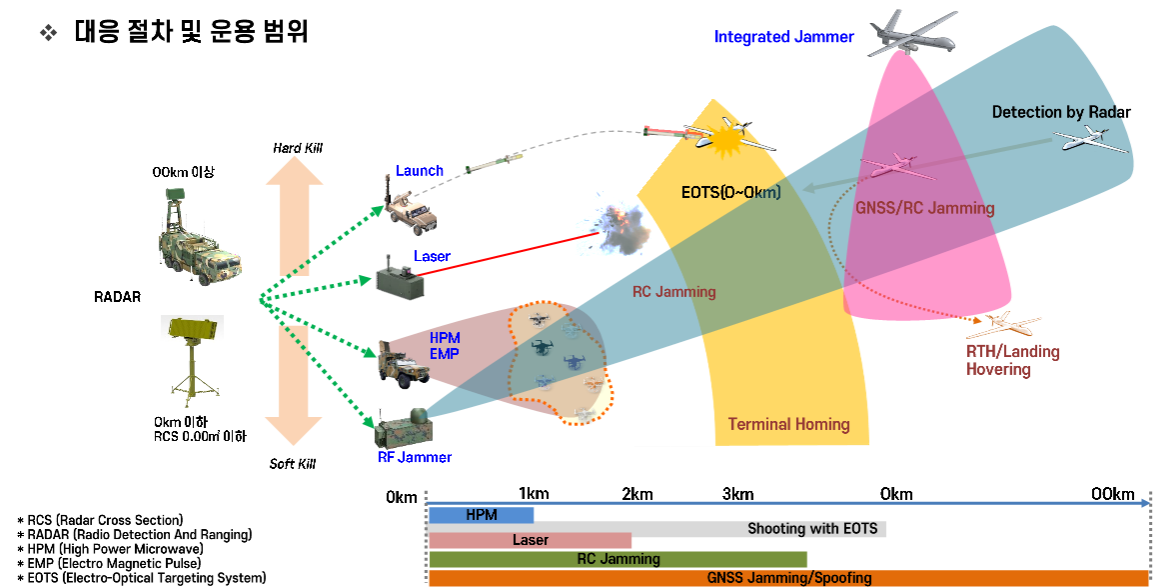 ❖ 대응 절차 및 운용 범위
Integrated Jammer
Detection by Radar
Hard Kill
OOkm 이상
Launch
EOTS(O~Okm)
GNSS/RC Jamming
Laser
RADAR
RC Jamming
HPM
EMP
RTH/Landing
Hovering
Okm 이하
RCS 0.00㎡ 이하
Terminal Homing
RF Jammer
Soft Kill
0km
1km
2km
3km
Okm
OOkm
HPM
Shooting with EOTS
Laser
RC Jamming
GNSS Jamming/Spoofing
* RCS (Radar Cross Section)
* RADAR (Radio Detection And Ranging)
* HPM (High Power Microwave)
* EMP (Electro Magnetic Pulse)
* EOTS (Electro-Optical Targeting System)